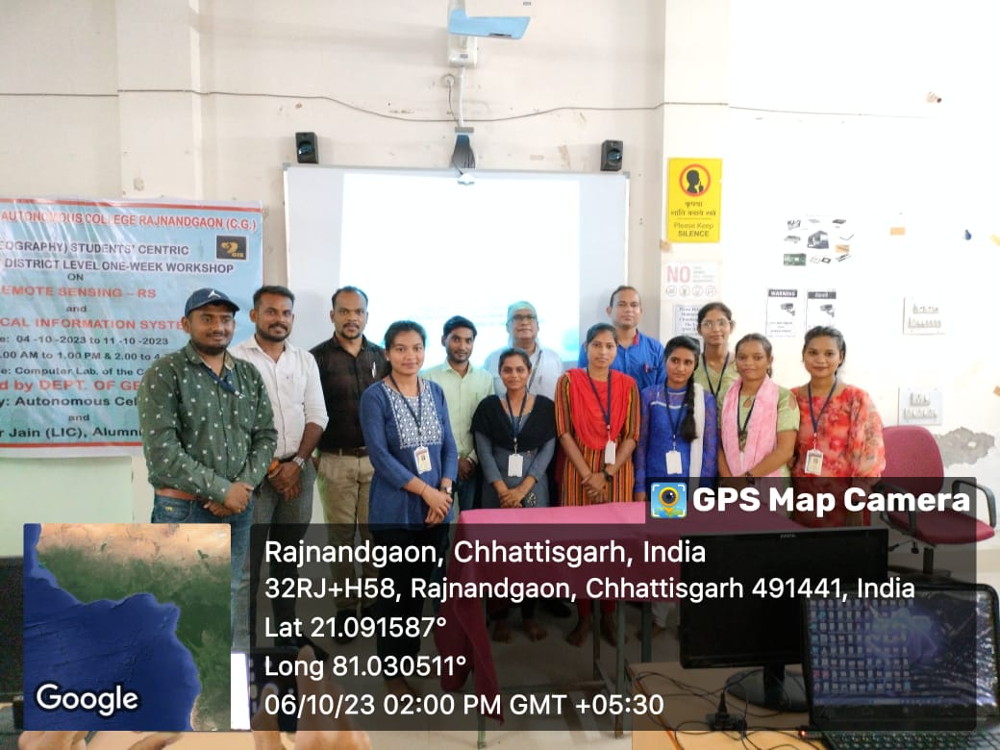 AUTONOMOUS COLLEGE RAJNANDGAON (C.G.)
EOGRAPHY) STUDENTS' CENTRIC
DISTRICT LEVEL ONE-WEEK WORKSHOP
ON
EMOTE SENSING – RS
and
CAL INFORMATION SYSTE
e: 04 -10-2023 to 11 -10-2023
.00 AM to 1.00 PM & 2.00 to 4
e: Computer Lab. of the Co
d by DEPT. OF GE
y: Autonomous Cel
and
r Jain (LIC), Alumn
GIS
कृपया
शांति बनाये रखें
Please Keep
SILENCE
NO
WARNING
GPS Map Camera
Rajnandgaon, Chhattisgarh, India
32RJ+H58, Rajnandgaon, Chhattisgarh 491441, India
Lat 21.091587°
Long 81.030511°
06/10/23 02:00 PM GMT +05:30
Google